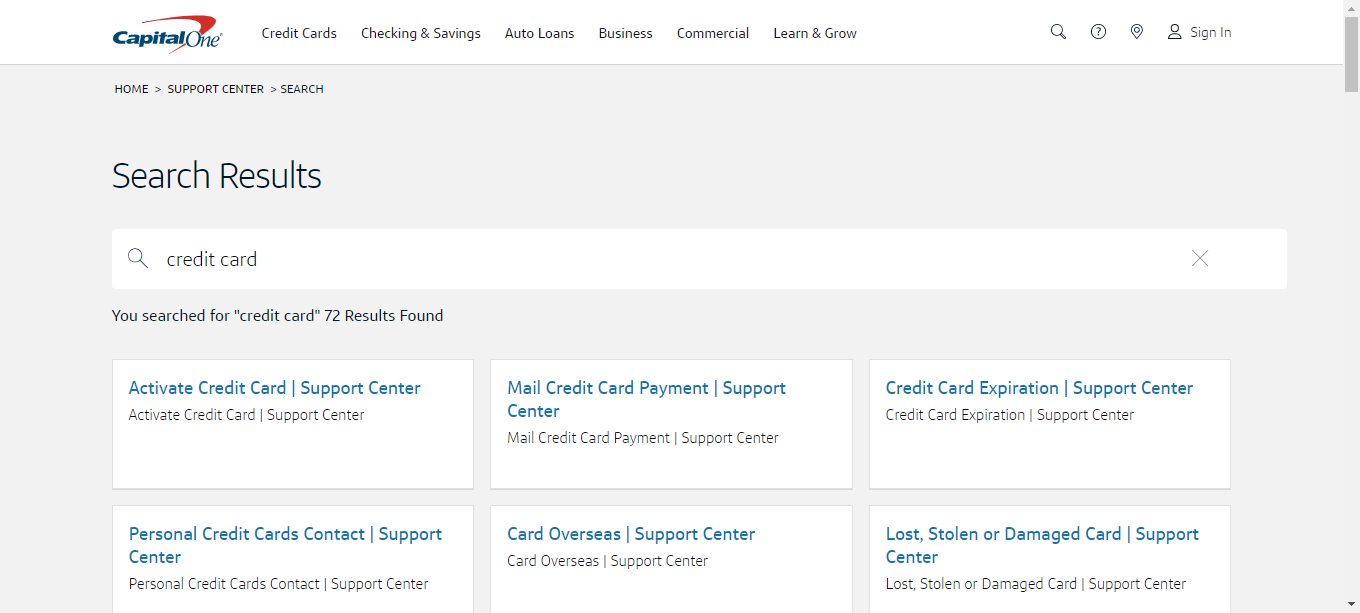 Capital One
Credit Cards Checking & Savings Auto Loans Business Commercial Learn & Grow Sign In
HOME > SUPPORT CENTER > SEARCH
Search Results
credit card
You searched for "credit card" 72 Results Found
Activate Credit Card | Support Center
Activate Credit Card | Support Center
Mail Credit Card Payment | Support
Center
Mail Credit Card Payment | Support Center
Credit Card Expiration | Support Center
Credit Card Expiration | Support Center
Personal Credit Cards Contact | Support
Center
Personal Credit Cards Contact | Support Center
Card Overseas | Support Center
Card Overseas | Support Center
Lost, Stolen or Damaged Card | Support
Center
Lost, Stolen or Damaged Card | Support Center